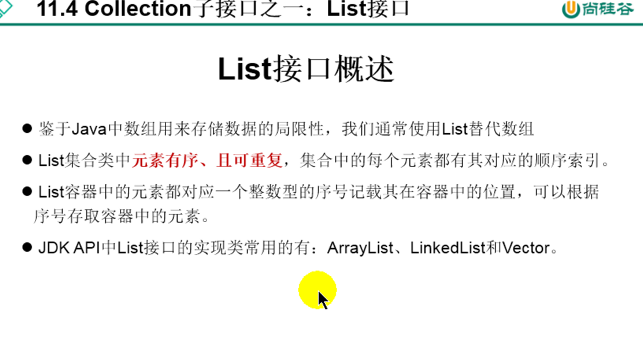 11.4 Collection子接口之一：List接口
尚硅谷
List接口概述
● 鉴于Java中数组用来存储数据的局限性，我们通常使用List替代数组
● List集合类中元素有序、且可重复，集合中的每个元素都有其对应的顺序索引。
● List容器中的元素都对应一个整数型的序号记载其在容器中的位置，可以根据
序号存取容器中的元素。
● JDK API中List接口的实现类常用的有：ArrayList、LinkedList和Vector。